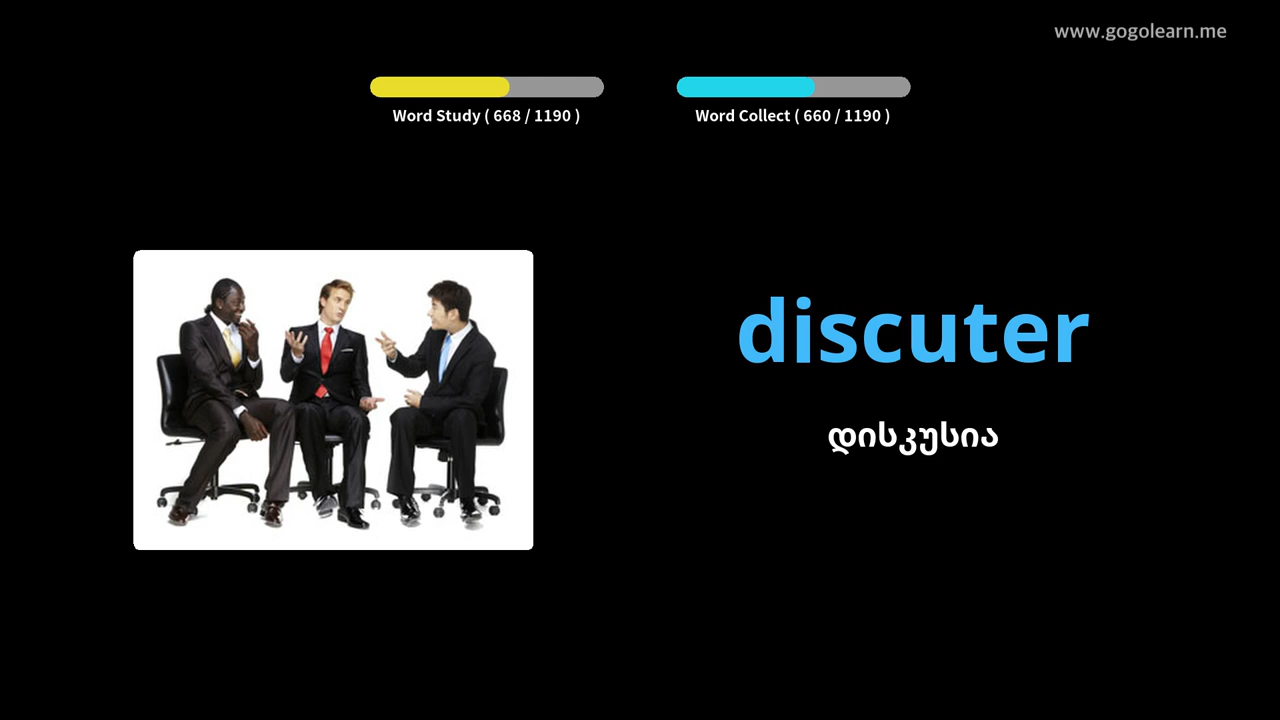 www.gogolearn.me
Word Study ( 668 / 1190 )
Word Collect ( 660 / 1190 )
discuter
დისკუსია